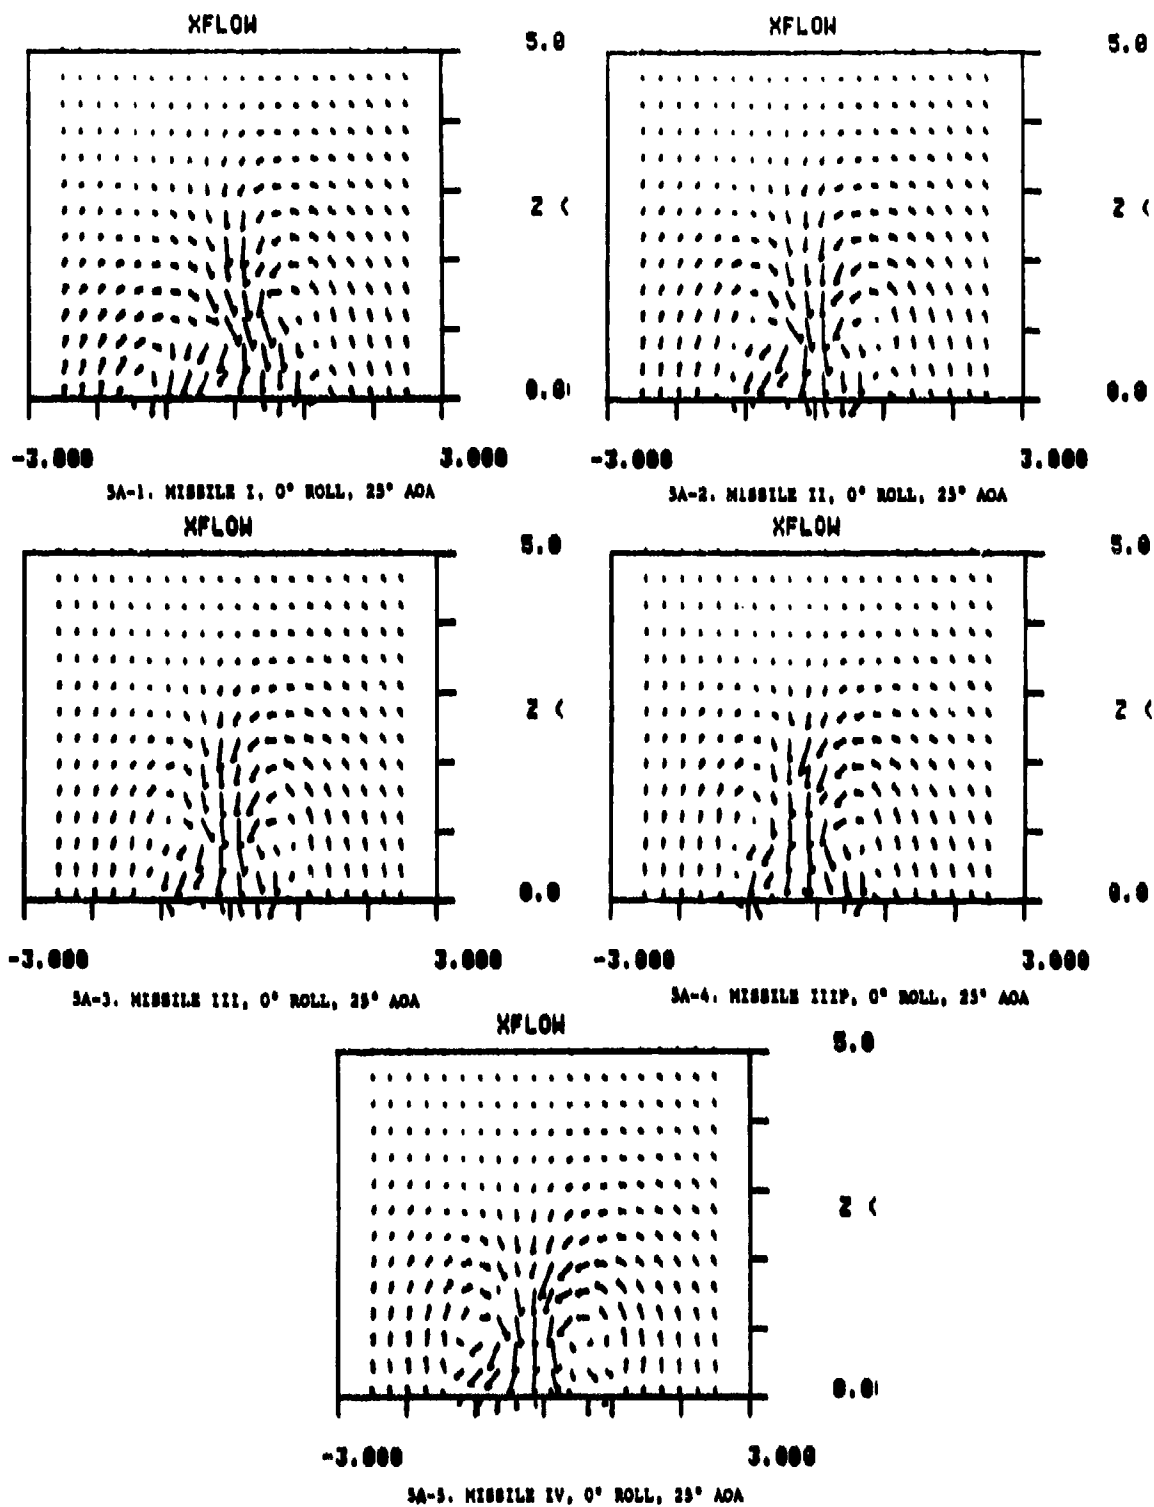 XFLOW
XFLOW
5.0
5.0
Z (
Z (
0.0
0.0
-3.000
3.000
-3.000
3.000
5A-1. MISSILE I, 0° ROLL, 25° AOA
5A-2. MISSILE II, 0° ROLL, 25° AOA
XFLOW
XFLOW
5.0
5.0
Z (
Z (
0.0
0.0
-3.000
3.000
-3.000
3.000
5A-3. MISSILE III, 0° ROLL, 25° AOA
5A-4. MISSILE IIIP, 0° ROLL, 25° AOA
XFLOW
5.0
Z (
0.0
-3.000
3.000
5A-5. MISSILE IV, 0° ROLL, 25° AOA